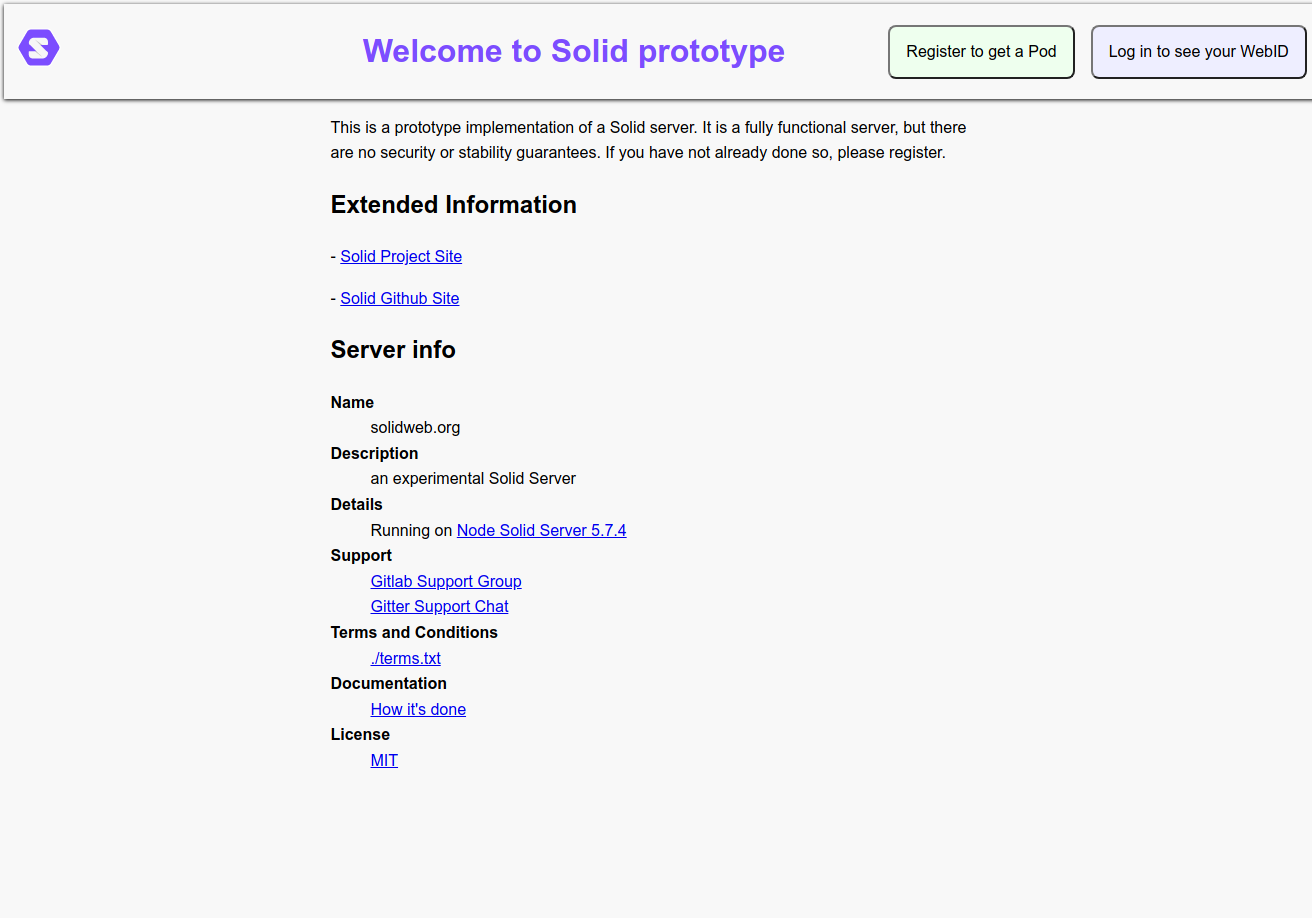 Welcome to Solid prototype
Register to get a Pod
Log in to see your WebID
This is a prototype implementation of a Solid server. It is a fully functional server, but there
are no security or stability guarantees. If you have not already done so, please register.
Extended Information
- Solid Project Site
- Solid Github Site
Server info
Name
solidweb.org
Description
an experimental Solid Server
Details
Running on Node Solid Server 5.7.4
Support
Gitlab Support Group
Gitter Support Chat
Terms and Conditions
./terms.txt
Documentation
How it's done
License
MIT